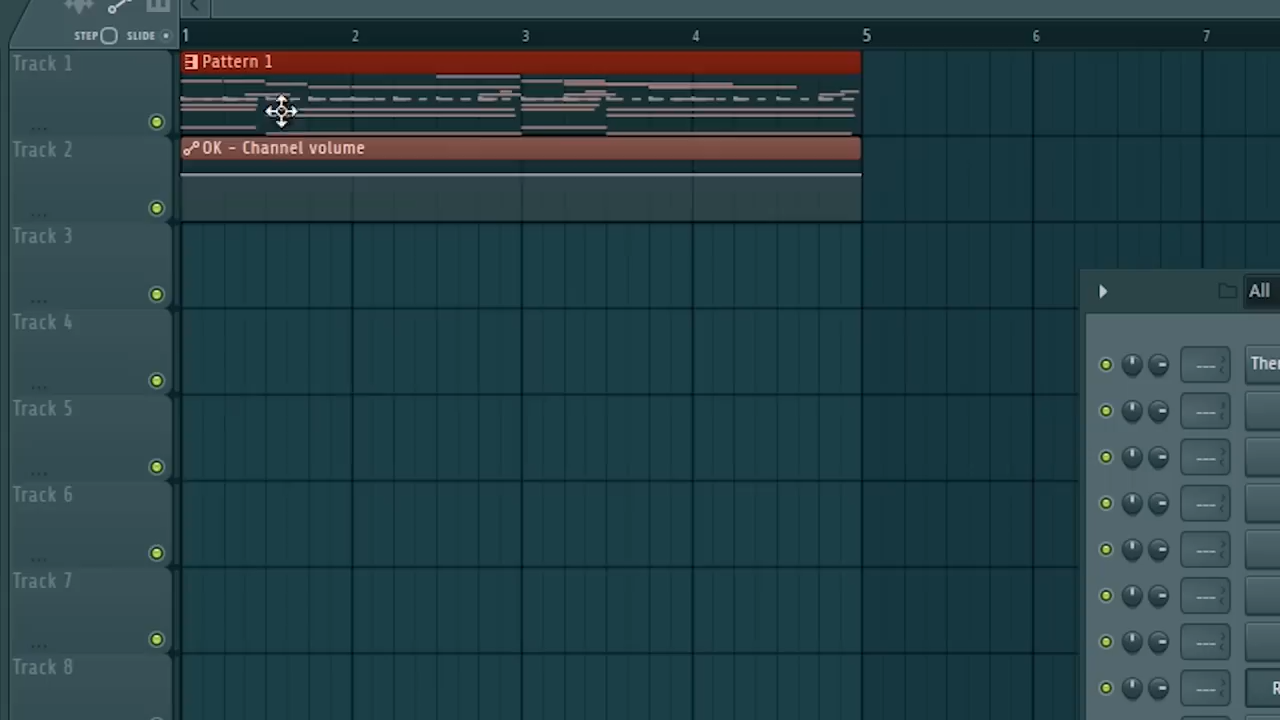 STEP SLIDE
1 2 3 4 5 6 7
Track 1
Pattern 1
...
Track 2
OK - Channel volume
...
Track 3
...
Track 4
...
Track 5
...
Track 6
...
Track 7
...
Track 8
All
---
---
---
---
---
---
---
---